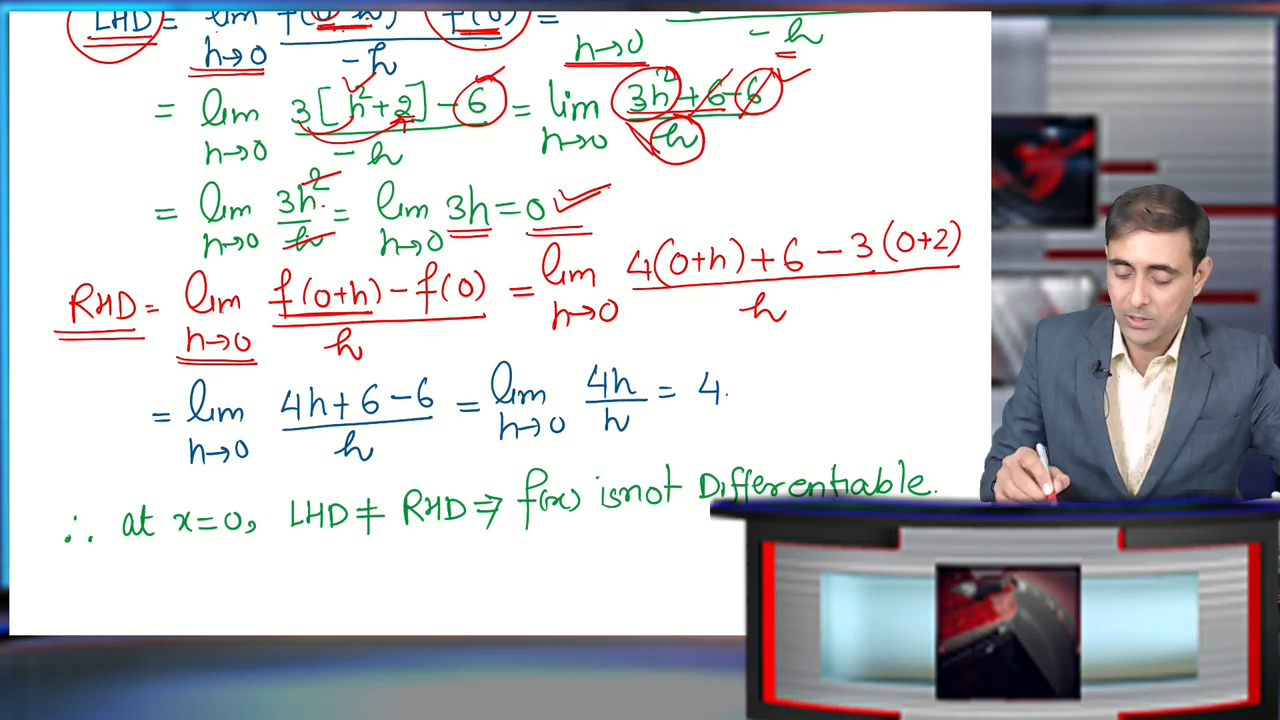 LHD = lim f(0-h) - f(0) =
h→0 -h h→0 -h
= lim 3[h²+2] - 6 = lim 3h²+6-6
h→0 -h h→0 h
= lim 3h² = lim 3h = 0
h→0 h h→0
RHD = lim f(0+h) - f(0) = lim 4(0+h)+6-3(0+2)
h→0 h h→0 h
= lim 4h+6-6 = lim 4h = 4.
h→0 h h→0 h
∴ at x=0, LHD ≠ RHD ⇒ f(x) is not Differentiable.